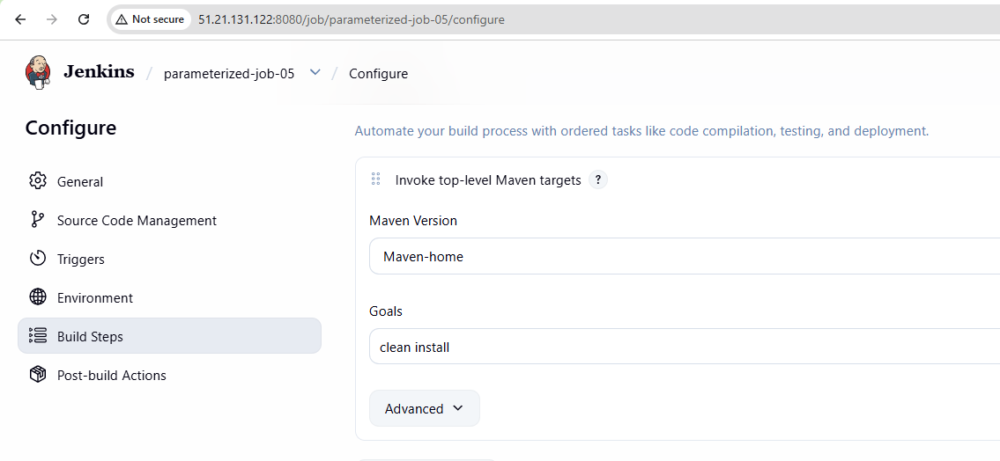 Not secure 51.21.131.122:8080/job/parameterized-job-05/configure
Jenkins / parameterized-job-05 / Configure
Configure
General
Source Code Management
Triggers
Environment
Build Steps
Post-build Actions
Automate your build process with ordered tasks like code compilation, testing, and deployment.
Invoke top-level Maven targets ?
Maven Version
Maven-home
Goals
clean install
Advanced